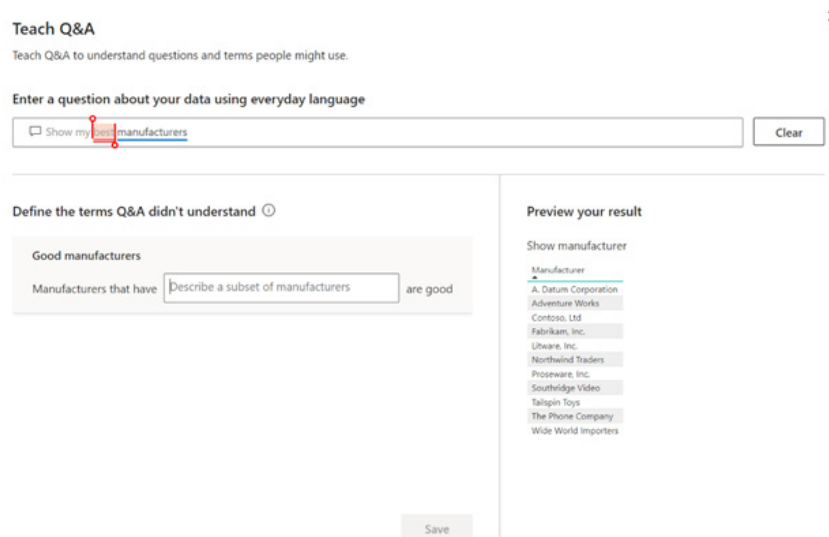 Teach Q&A
Teach Q&A to understand questions and terms people might use.
Enter a question about your data using everyday language
Show my best manufacturers
Clear
Define the terms Q&A didn't understand
Good manufacturers
Manufacturers that have Describe a subset of manufacturers are good
Save
Preview your result
Show manufacturer
Manufacturer
A. Datum Corporation
Adventure Works
Contoso, Ltd
Fabrikam, Inc.
Litware, Inc.
Northwind Traders
Proseware, Inc.
Southridge Video
Tailspin Toys
The Phone Company
Wide World Importers